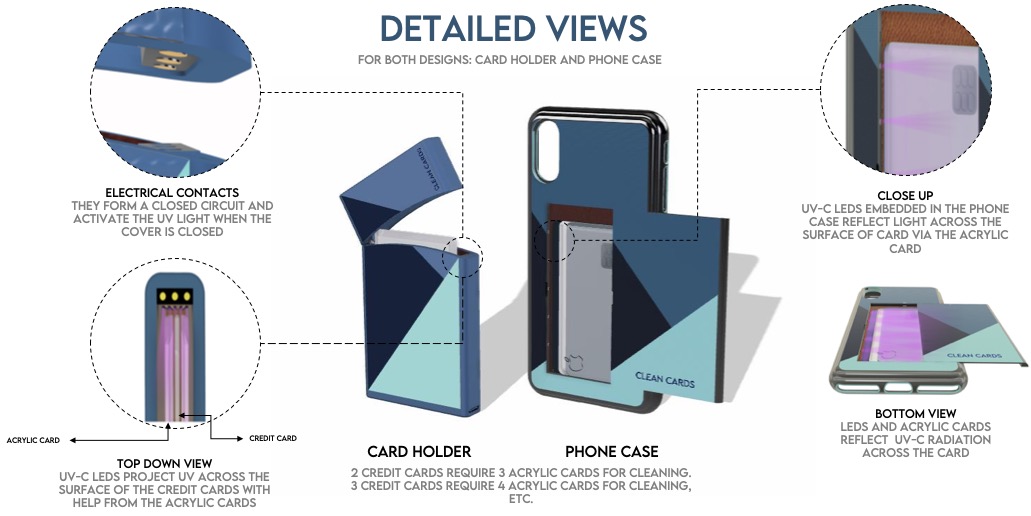 DETAILED VIEWS
FOR BOTH DESIGNS: CARD HOLDER AND PHONE CASE
ELECTRICAL CONTACTS
THEY FORM A CLOSED CIRCUIT AND
ACTIVATE THE UV LIGHT WHEN THE
COVER IS CLOSED
CLEAN CARDS
CLOSE UP
UV-C LEDS EMBEDDED IN THE PHONE
CASE REFLECT LIGHT ACROSS THE
SURFACE OF CARD VIA THE ACRYLIC
CARD
CLEAN CARDS
CLEAN CARDS
ACRYLIC CARD
CREDIT CARD
TOP DOWN VIEW
UV-C LEDS PROJECT UV ACROSS THE
SURFACE OF THE CREDIT CARDS WITH
HELP FROM THE ACRYLIC CARDS
CARD HOLDER
PHONE CASE
2 CREDIT CARDS REQUIRE 3 ACRYLIC CARDS FOR CLEANING,
3 CREDIT CARDS REQUIRE 4 ACRYLIC CARDS FOR CLEANING,
ETC.
BOTTOM VIEW
LEDS AND ACRYLIC CARDS
REFLECT UV-C RADIATION
ACROSS THE CARD